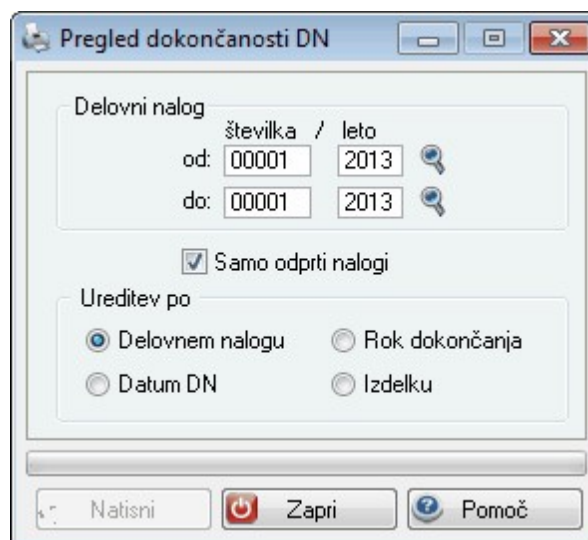 Pregled dokončanosti DN
Delovni nalog
številka / leto
od: 00001 2013
do: 00001 2013
Samo odprti nalogi
Ureditev po
Delovnem nalogu Rok dokončanja
Datum DN Izdelku
Natisni Zapri Pomoč